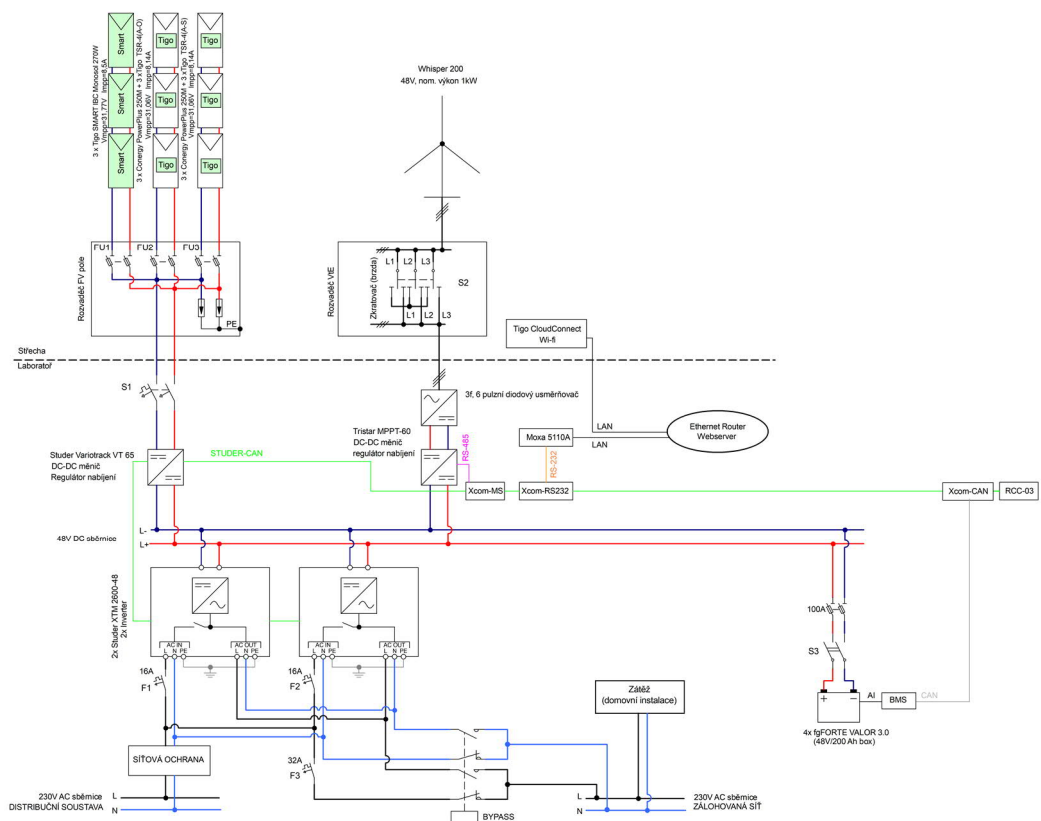 3 x Tigo SMART IBC Monosol 270W
Vmpp=31,77V Impp=8,5A
3 x Conergy PowerPlus 250M + 3 xTigo TSR-4(A-O)
Vmpp=31,06V Impp=8,14A
3 x Conergy PowerPlus 250M + 3 xTigo TSR-4(A-S)
Vmpp=31,06V Impp=8,14A
Smart
Tigo
Tigo
Smart
Tigo
Tigo
Smart
Tigo
Tigo
Whisper 200
48V, nom. výkon 1kW
Rozvaděč FV pole
FU1
FU2
FU3
PE
Rozvaděč VtE
Zkratovač (brzda)
L1
L2
L3
S2
L1
L2
L3
Tigo CloudConnect
Wi-fi
Střecha
Laboratoř
S1
3f, 6 pulzní diodový usměrňovač
Tristar MPPT-60
DC-DC měnič
regulátor nabíjení
RS-485
Moxa 5110A
LAN
LAN
Ethernet Router
Webserver
RS-232
Studer Variotrack VT 65
DC-DC měnič
Regulátor nabíjení
STUDER-CAN
Xcom-MS
Xcom-RS232
Xcom-CAN
RCC-03
L-
48V DC sběrnice
L+
2x Studer XTM 2600-48
2x Inverter
AC IN
AC OUT
L N PE
L N PE
AC IN
AC OUT
L N PE
L N PE
16A
F1
16A
F2
100A
S3
+
−
AI
BMS
CAN
4x fgFORTE VALOR 3.0
(48V/200 Ah box)
Zátěž
(domovní instalace)
SÍŤOVÁ OCHRANA
32A
F3
230V AC sběrnice
L
DISTRIBUČNÍ SOUSTAVA
N
BYPASS
L
230V AC sběrnice
N
ZÁLOHOVANÁ SÍŤ